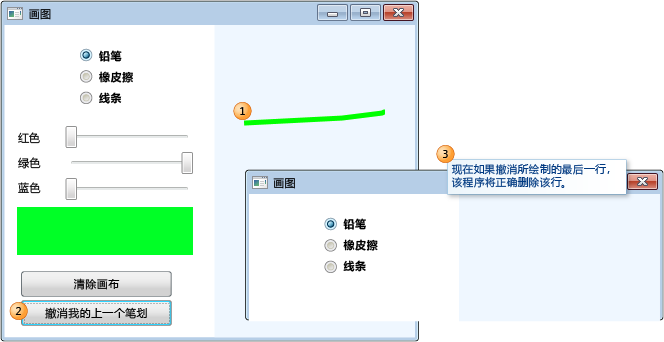 画图
铅笔
橡皮擦
线条
1
红色
绿色
蓝色
清除画布
2 撤消我的上一个笔划
3
现在如果撤消所绘制的最后一行，
该程序将正确删除该行。
画图
铅笔
橡皮擦
线条